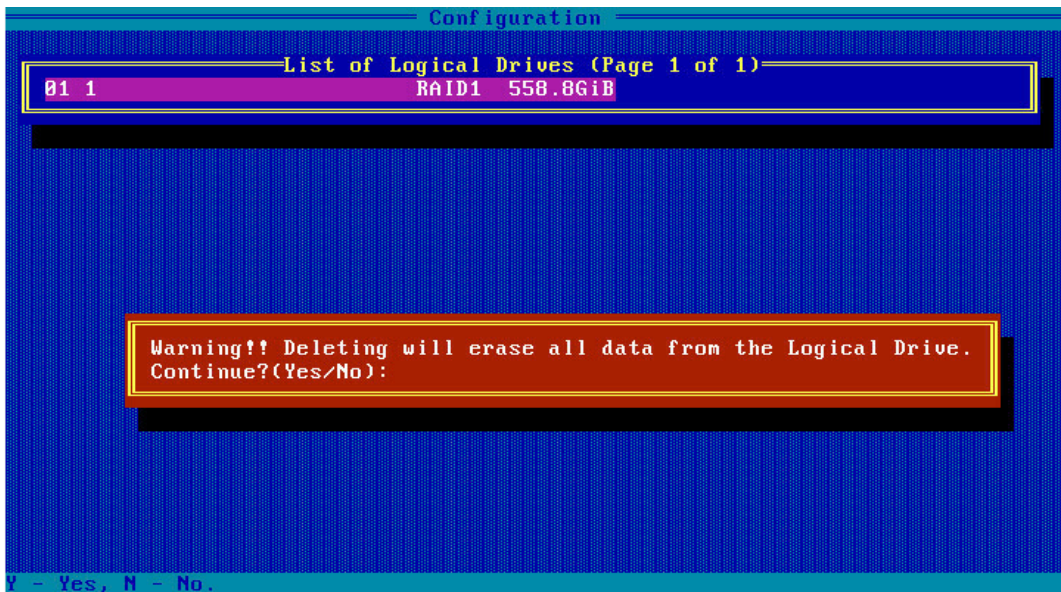 Configuration
List of Logical Drives (Page 1 of 1)
01 1 RAID1 558.8GiB
Warning!! Deleting will erase all data from the Logical Drive.
Continue?(Yes/No):
Y - Yes, N - No.